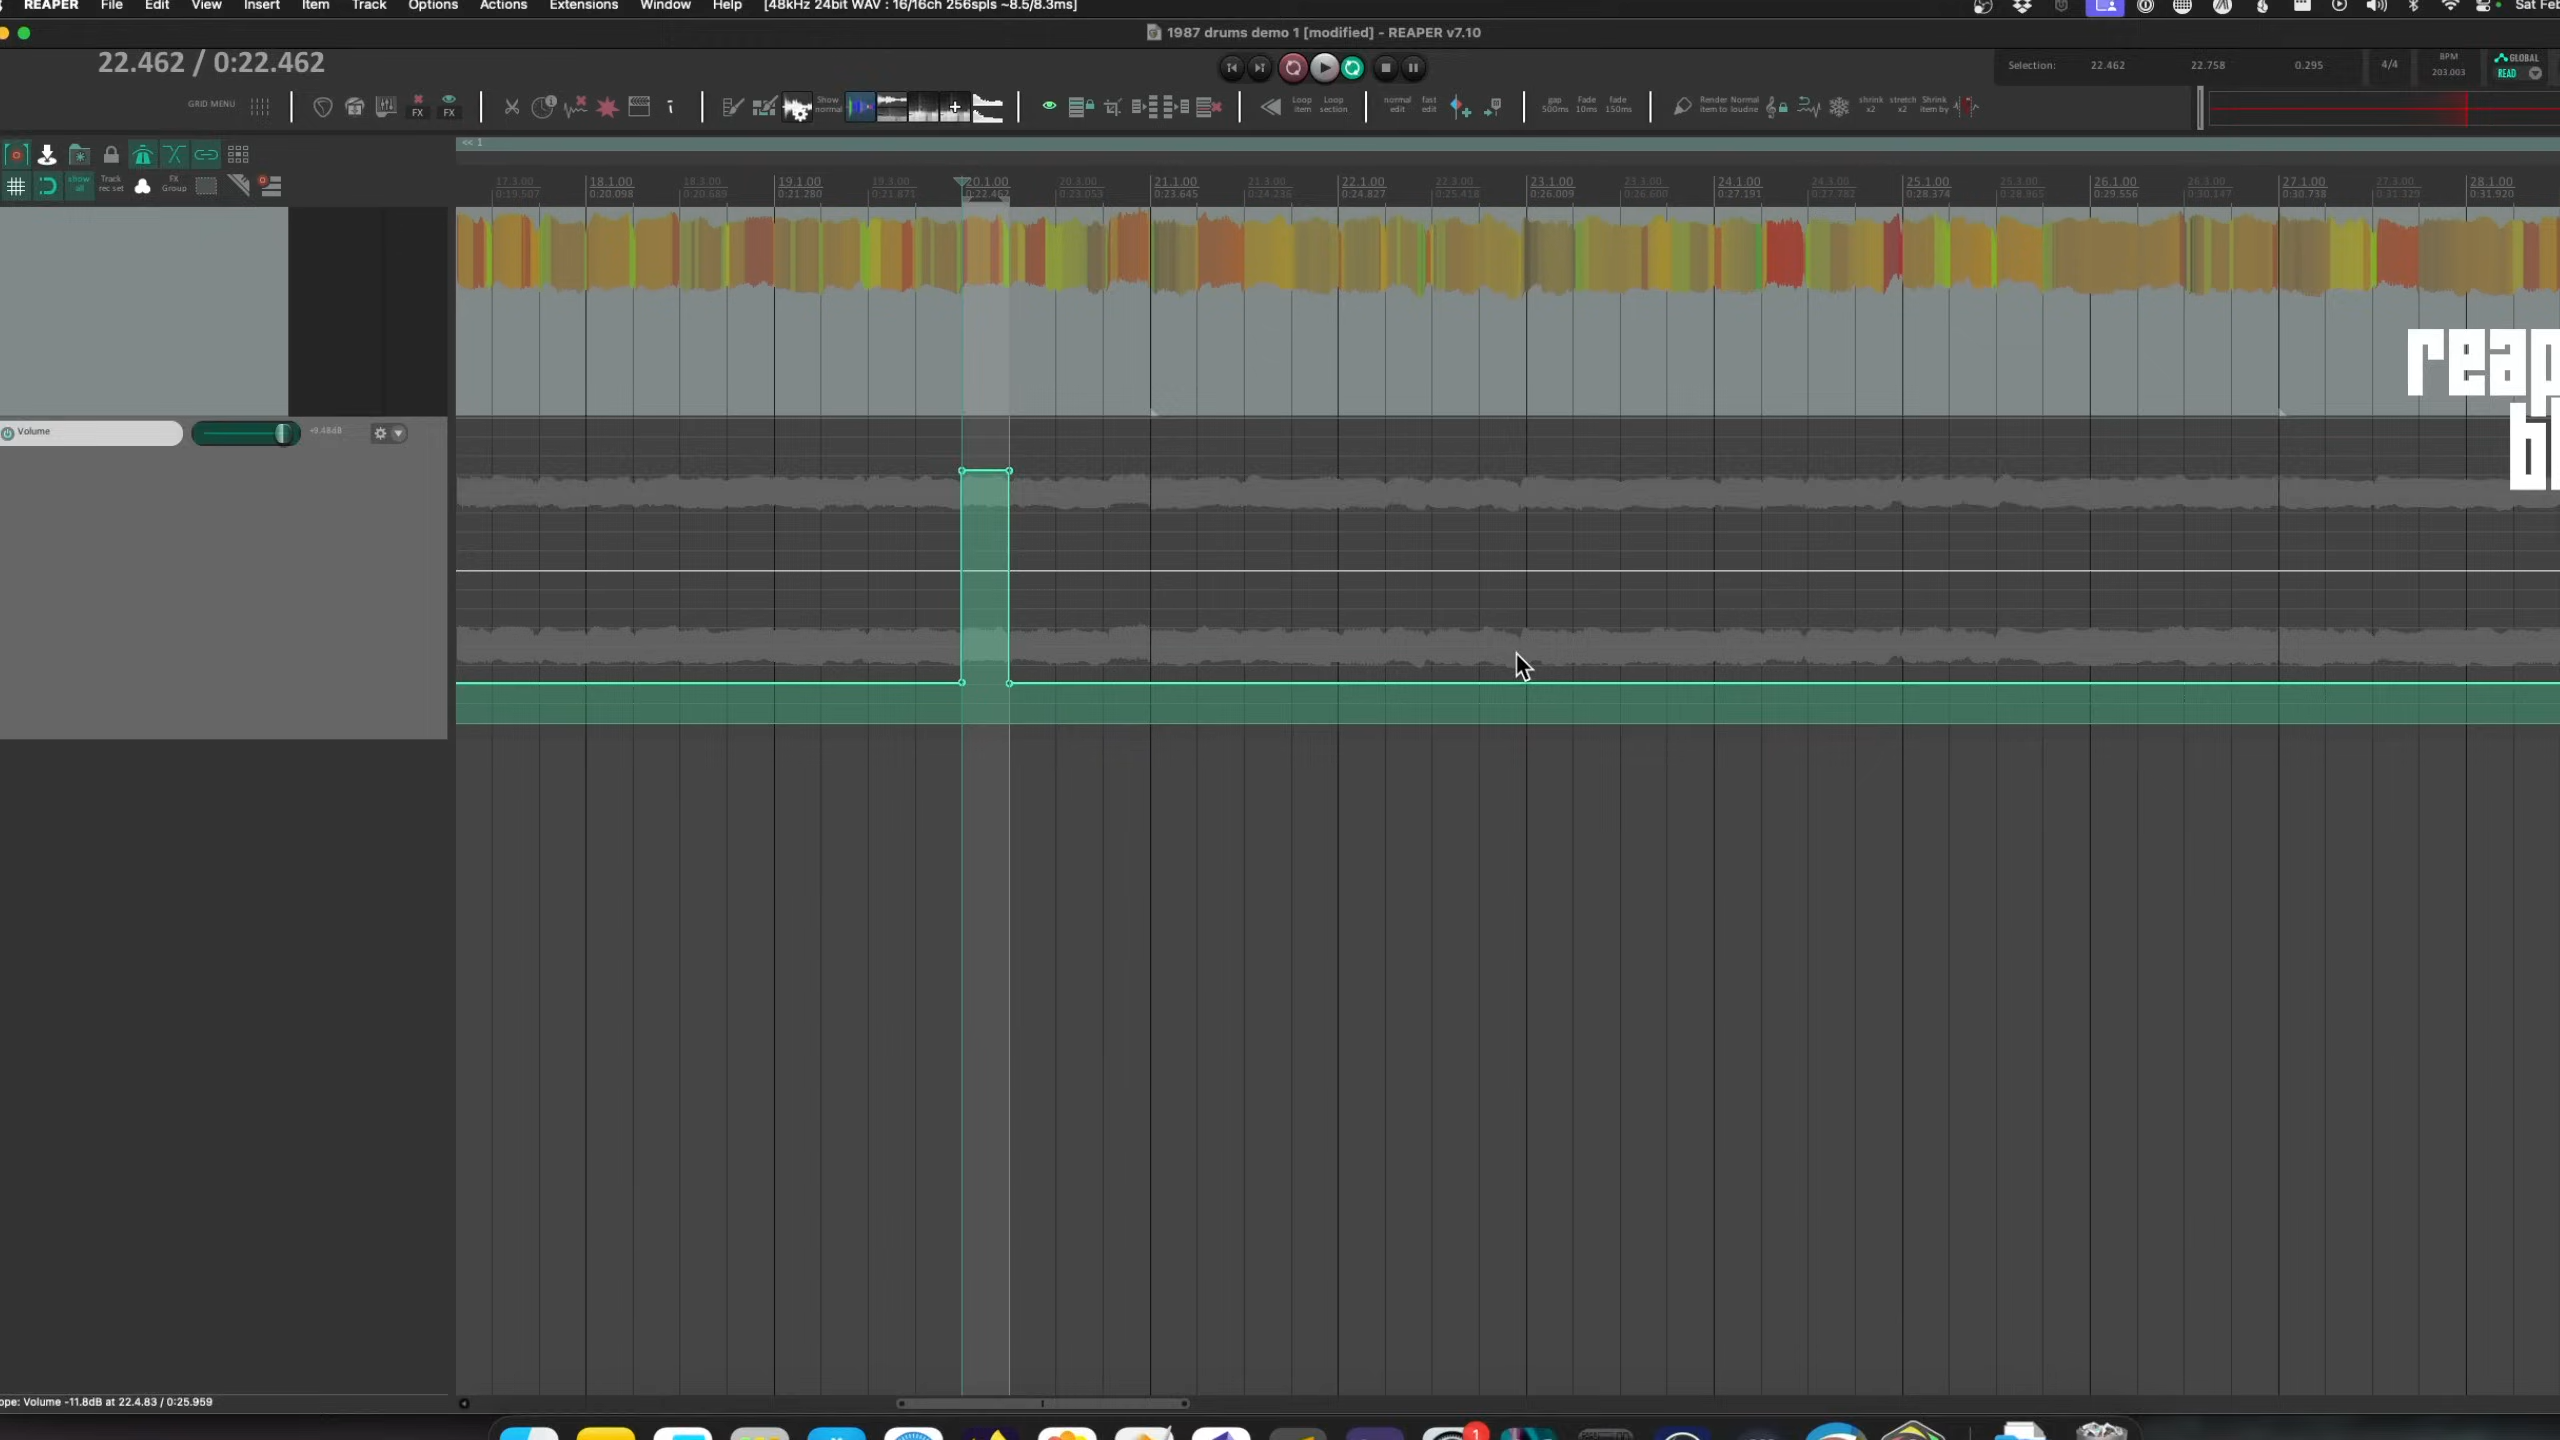 REAPER File Edit View Insert Item Track Options Actions Extensions Window Help [48kHz 24bit WAV : 16/16ch 256spls ~8.5/8.3ms] Sat Feb
1987 drums demo 1 [modified] - REAPER v7.10
22.462 / 0:22.462
Selection: 22.462 22.758 0.295 4/4 BPM 203.003 GLOBAL READ
GRID MENU FX FX Show normal Loop item Loop section normal edit fast edit gap 500ms Fade 10ms fade 150ms Render Normal item to loudne shrink x2 stretch x2 Shrink item by
<< 1
show all Track rec set FX Group
17.3.00 18.1.00 18.3.00 19.1.00 19.3.00 20.1.00 20.3.00 21.1.00 21.3.00 22.1.00 22.3.00 23.1.00 23.3.00 24.1.00 24.3.00 25.1.00 25.3.00 26.1.00 26.3.00 27.1.00 27.3.00 28.1.00
0:19.507 0:20.098 0:20.689 0:21.280 0:21.871 0:22.462 0:23.053 0:23.645 0:24.236 0:24.827 0:25.418 0:26.009 0:26.600 0:27.191 0:27.782 0:28.374 0:28.965 0:29.556 0:30.147 0:30.738 0:31.329 0:31.920
reap
bl
Volume +9.48dB
ope: Volume -11.8dB at 22.4.83 / 0:25.959
1